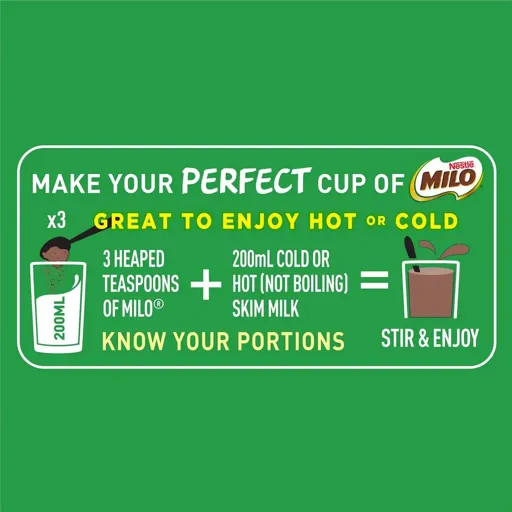 MAKE YOUR PERFECT CUP OF Nestlé MILO
x3 GREAT TO ENJOY HOT OR COLD
3 HEAPED
TEASPOONS
OF MILO®
+
200mL COLD OR
HOT (NOT BOILING)
SKIM MILK
=
200ML
STIR & ENJOY
KNOW YOUR PORTIONS